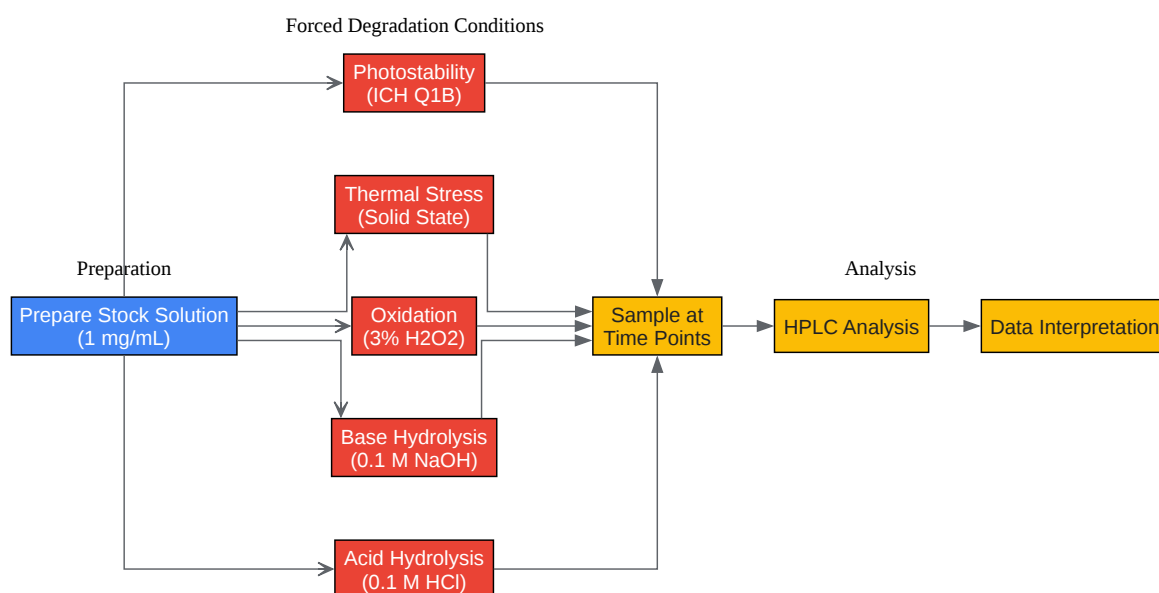 Forced Degradation Conditions
Photostability
(ICH Q1B)
Thermal Stress
(Solid State)
Preparation
Analysis
Prepare Stock Solution
(1 mg/mL)
Oxidation
(3% H2O2)
Sample at
Time Points
HPLC Analysis
Data Interpretation
Base Hydrolysis
(0.1 M NaOH)
Acid Hydrolysis
(0.1 M HCl)